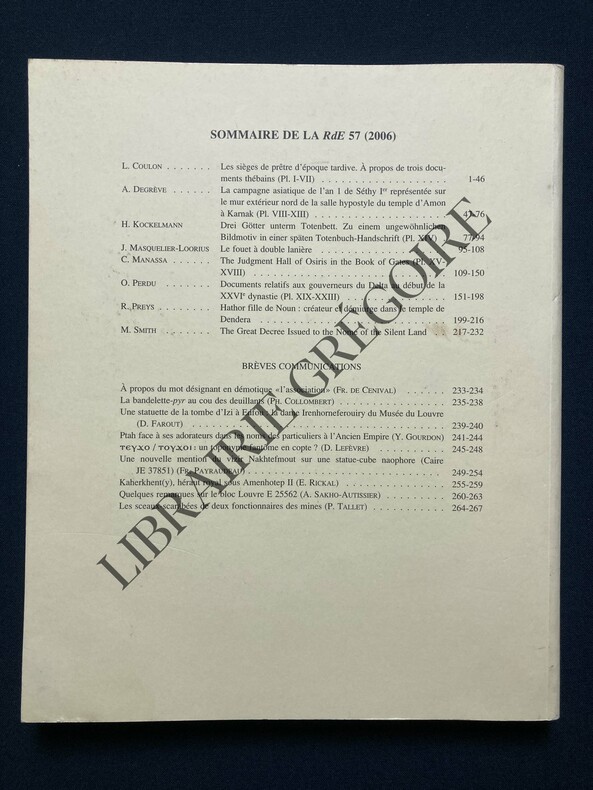 SOMMAIRE DE LA RdE 57 (2006)
L. COULON . . . . . . . Les sièges de prêtre d'époque tardive. À propos de trois docu-
ments thébains (Pl. I-VII) . . . . . . . . . . . . . . . . . . . . . . . 1-46
A. DEGRÈVE . . . . . . La campagne asiatique de l'an 1 de Séthy Ier représentée sur
le mur extérieur nord de la salle hypostyle du temple d'Amon
à Karnak (Pl. VIII-XIII) . . . . . . . . . . . . . . . . . . . . . 47-76
H. KOCKELMANN Drei Götter unterm Totenbett. Zu einem ungewöhnlichen
Bildmotiv in einer späten Totenbuch-Handschrift (Pl. XIV) . 77-94
J. MASQUELIER-LOORIUS Le fouet à double lanière . . . . . . . . . . . . . . . . . 95-108
C. MANASSA . . . . . . The Judgment Hall of Osiris in the Book of Gates (Pl. XV-
XVIII) . . . . . . . . . . . . . . . . . . . . . . . . . . . . . 109-150
O. PERDU . . . . . . . Documents relatifs aux gouverneurs du Delta au début de la
XXVIe dynastie (Pl. XIX-XXIII) . . . . . . . . . . . . . . . . . 151-198
R. PREYS . . . . . . . Hathor fille de Noun : créateur et démiurge dans le temple de
Dendera . . . . . . . . . . . . . . . . . . . . . . . . . . . . 199-216
M. SMITH . . . . . . . . The Great Decree Issued to the Nome of the Silent Land 217-232
BRÈVES COMMUNICATIONS
À propos du mot désignant en démotique «l'association» (FR. DE CENIVAL) . . . . . . . 233-234
La bandelette-pyr au cou des deuillants (PH. COLLOMBERT) . . . . . . . . . . . . . . 235-238
Une statuette de la tombe d'Izi à Edfou : la dame Irenhorneferouiry du Musée du Louvre
(D. FAROUT) . . . . . . . . . . . . . . . . . . . . . . . . . . . . . . . . 239-240
Ptah face à ses adorateurs dans les noms des particuliers à l'Ancien Empire (Y. GOURDON) 241-244
ⲧⲉⲩⲭⲟ / ⲧⲟⲩⲭⲟⲓ : un toponyme fantôme en copte ? (D. LEFÈVRE) . . . . . . . . 245-248
Une nouvelle mention du vizir Nakhtefmout sur une statue-cube naophore (Caire
JE 37851) (FR. PAYRAUDEAU) . . . . . . . . . . . . . . . . . . . . . . . . 249-254
Kaherkhent(y), héraut royal sous Amenhotep II (E. RICKAL) . . . . . . . . . . . 255-259
Quelques remarques sur le bloc Louvre E 25562 (A. SAKHO-AUTISSIER) . . . . . . . . . 260-263
Les sceaux-scarabées de deux fonctionnaires des mines (P. TALLET) . . . . . . . . . . 264-267
LIBRAIRIE GRÉGOIRE